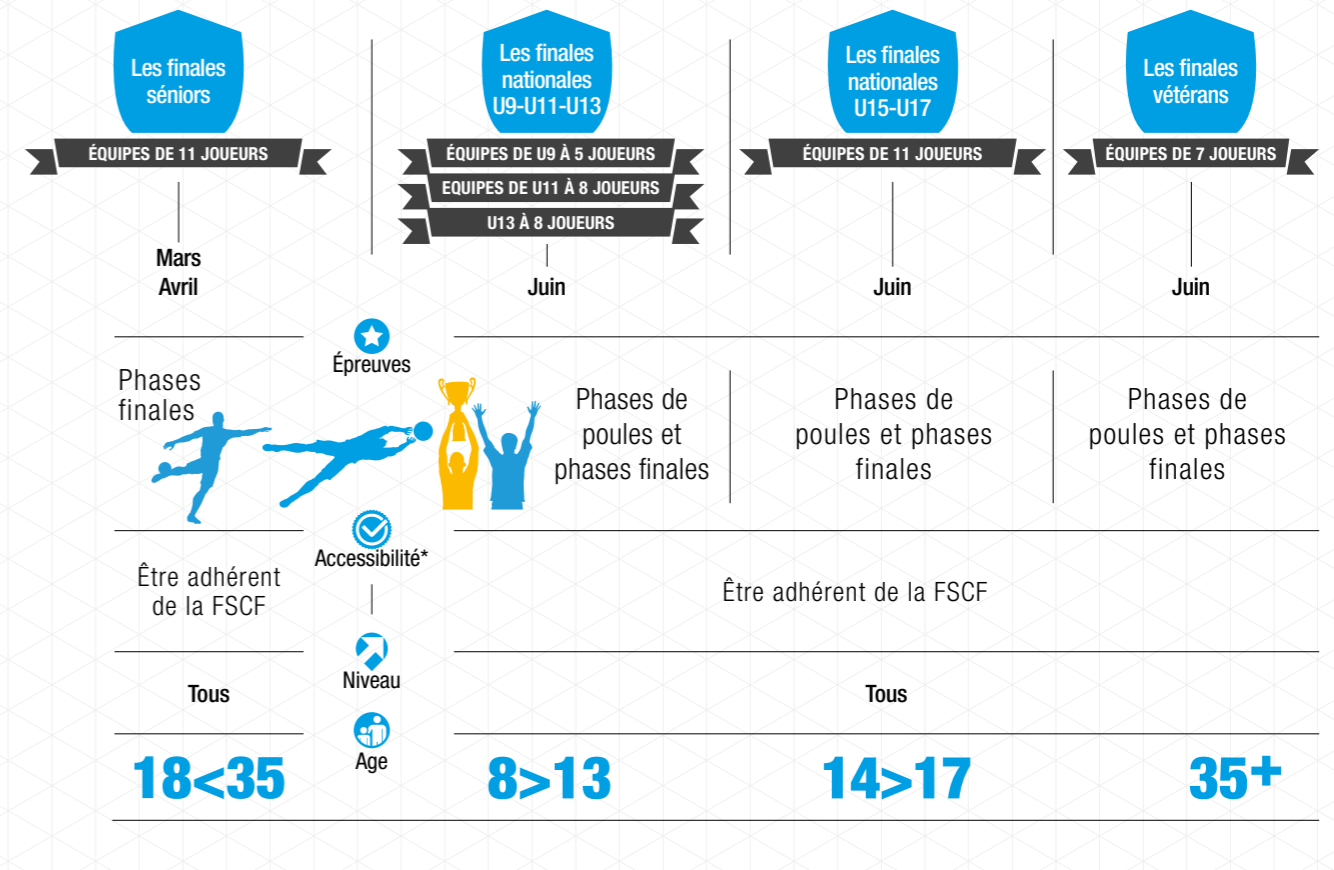 Les finales
séniors
ÉQUIPES DE 11 JOUEURS
Mars
Avril
Les finales
nationales
U9-U11-U13
ÉQUIPES DE U9 À 5 JOUEURS
EQUIPES DE U11 À 8 JOUEURS
U13 À 8 JOUEURS
Juin
Les finales
nationales
U15-U17
ÉQUIPES DE 11 JOUEURS
Juin
Les finales
vétérans
ÉQUIPES DE 7 JOUEURS
Juin
Épreuves
Phases
finales
Phases de
poules et
phases finales
Phases de
poules et phases
finales
Phases de
poules et phases
finales
Accessibilité*
Être adhérent
de la FSCF
Être adhérent de la FSCF
Niveau
Tous
Tous
Age
18<35
8>13
14>17
35+